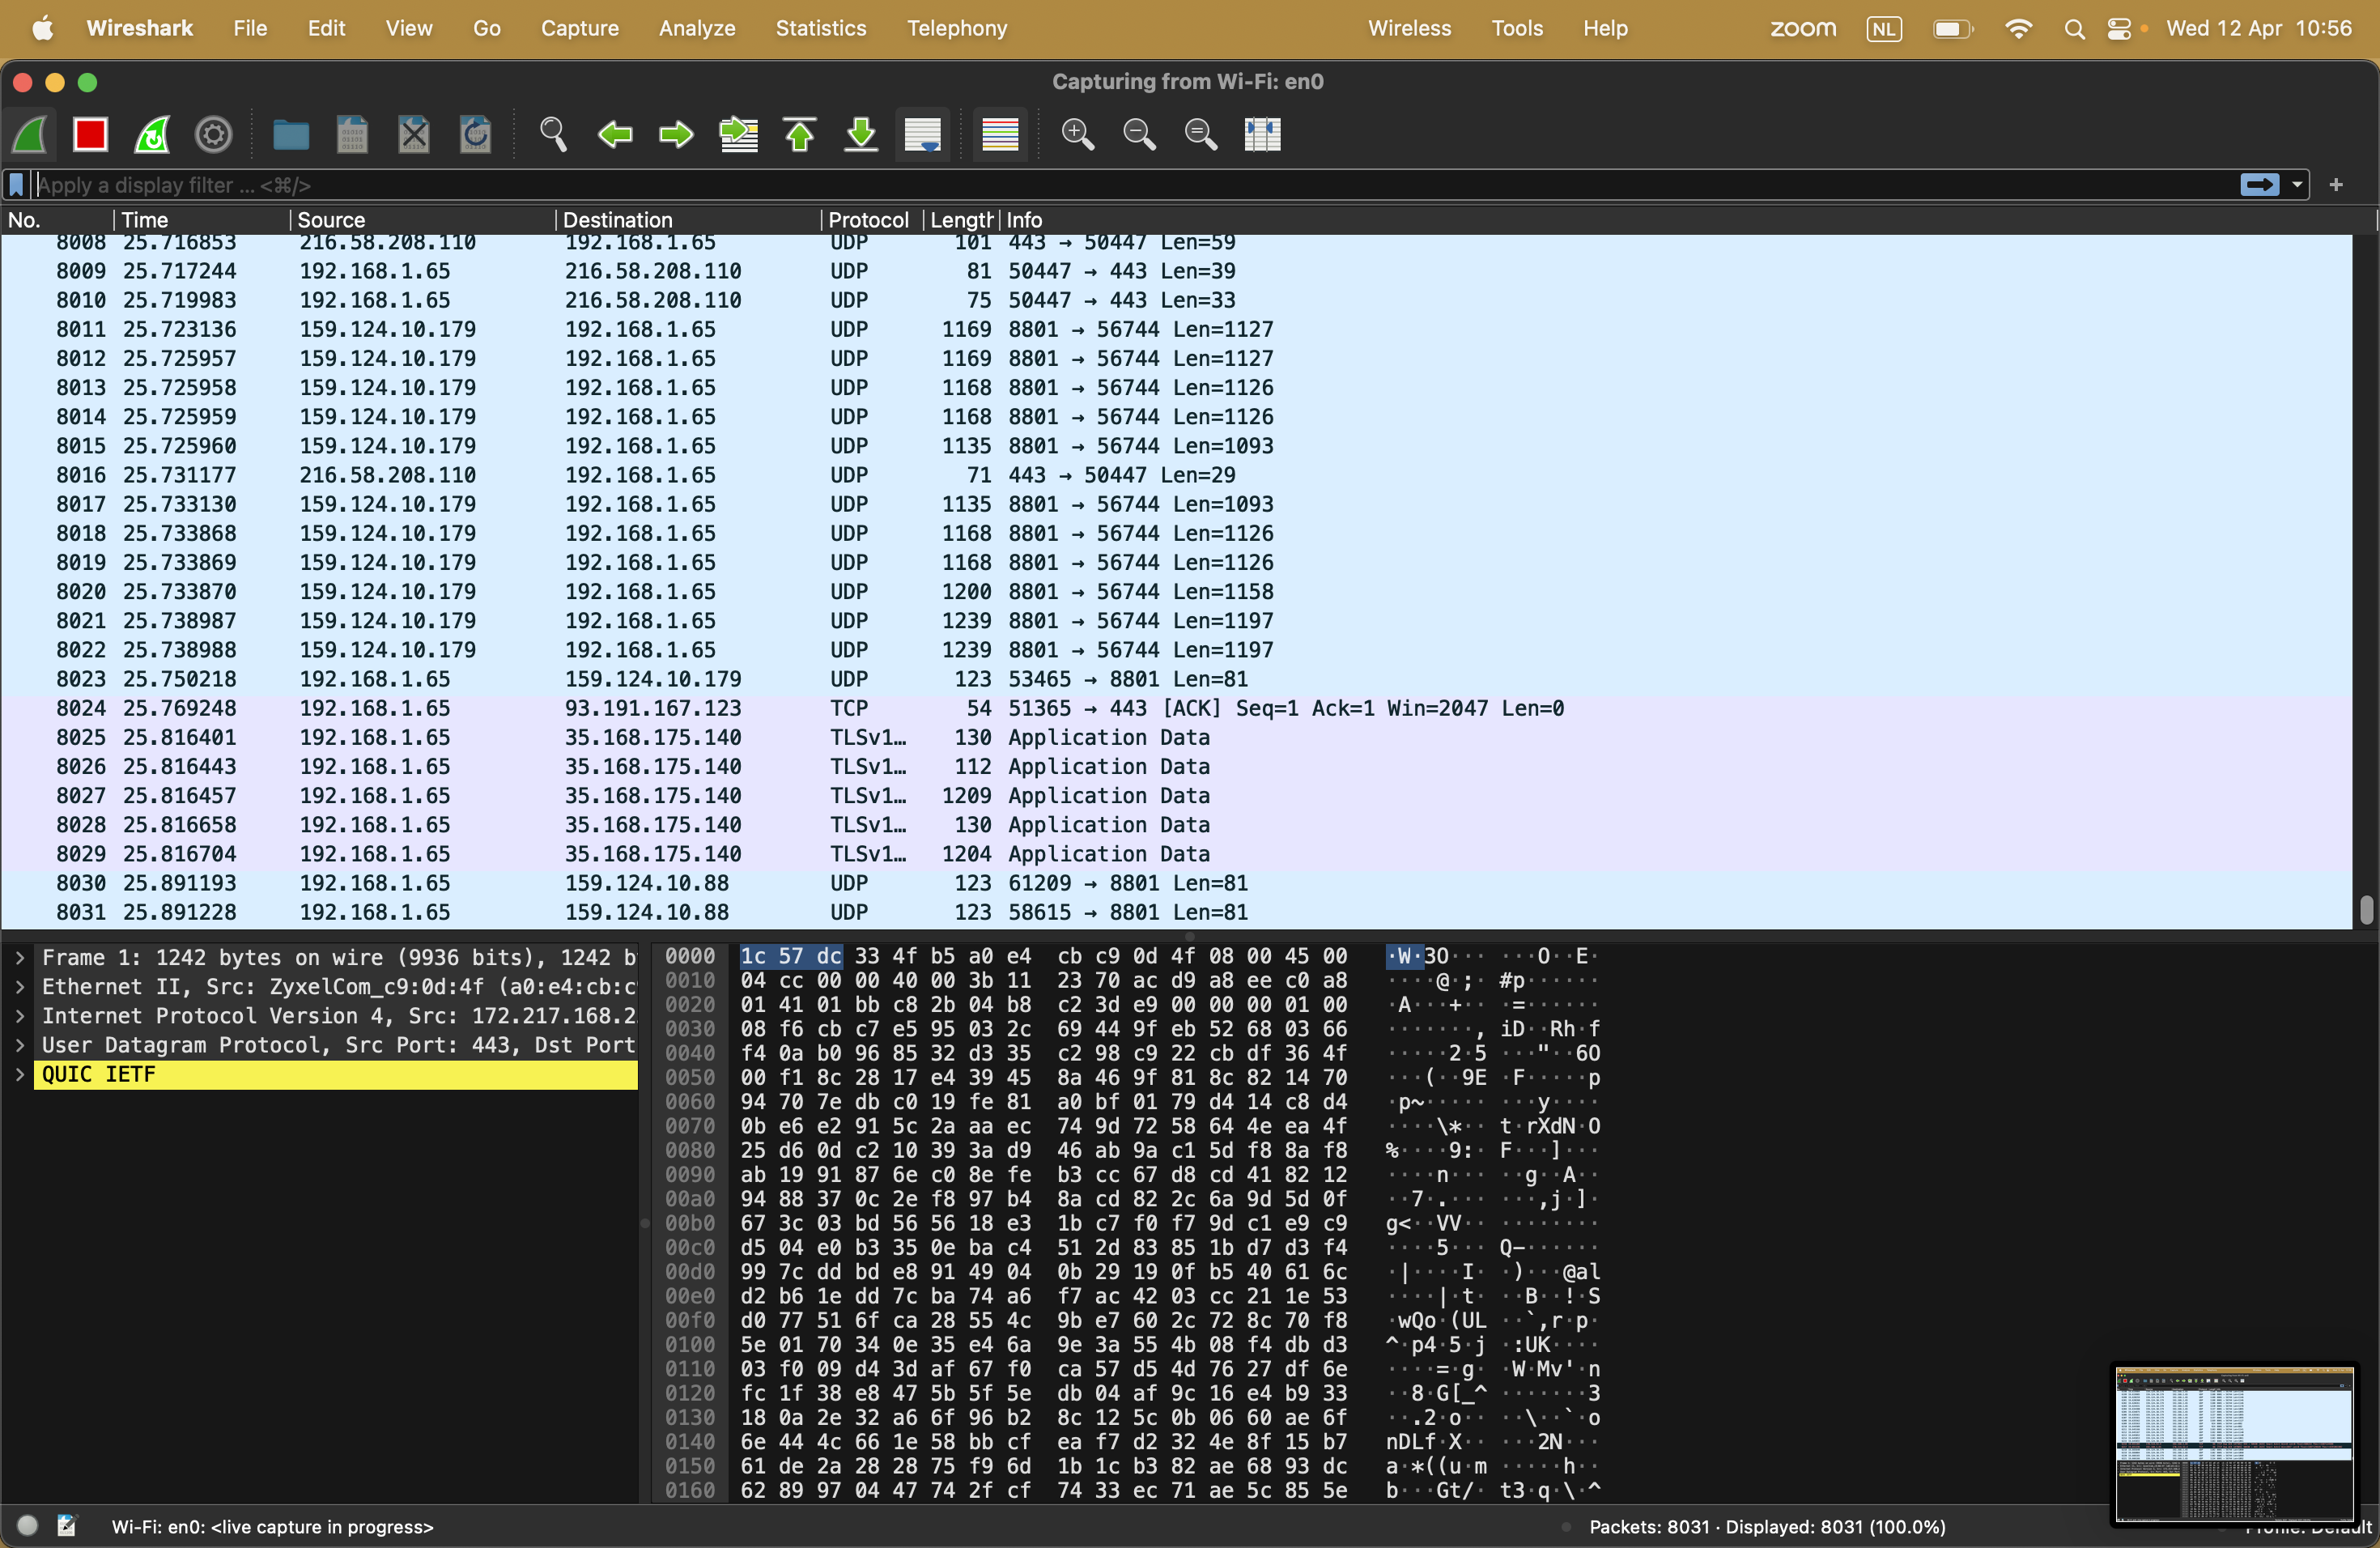 Wireshark File Edit View Go Capture Analyze Statistics Telephony Wireless Tools Help zoom NL Wed 12 Apr 10:56
Capturing from Wi-Fi: en0
Apply a display filter ... <⌘/>
No. Time Source Destination Protocol Length Info
8008 25.716853 216.58.208.110 192.168.1.65 UDP 101 443 → 50447 Len=59
8009 25.717244 192.168.1.65 216.58.208.110 UDP 81 50447 → 443 Len=39
8010 25.719983 192.168.1.65 216.58.208.110 UDP 75 50447 → 443 Len=33
8011 25.723136 159.124.10.179 192.168.1.65 UDP 1169 8801 → 56744 Len=1127
8012 25.725957 159.124.10.179 192.168.1.65 UDP 1169 8801 → 56744 Len=1127
8013 25.725958 159.124.10.179 192.168.1.65 UDP 1168 8801 → 56744 Len=1126
8014 25.725959 159.124.10.179 192.168.1.65 UDP 1168 8801 → 56744 Len=1126
8015 25.725960 159.124.10.179 192.168.1.65 UDP 1135 8801 → 56744 Len=1093
8016 25.731177 216.58.208.110 192.168.1.65 UDP 71 443 → 50447 Len=29
8017 25.733130 159.124.10.179 192.168.1.65 UDP 1135 8801 → 56744 Len=1093
8018 25.733868 159.124.10.179 192.168.1.65 UDP 1168 8801 → 56744 Len=1126
8019 25.733869 159.124.10.179 192.168.1.65 UDP 1168 8801 → 56744 Len=1126
8020 25.733870 159.124.10.179 192.168.1.65 UDP 1200 8801 → 56744 Len=1158
8021 25.738987 159.124.10.179 192.168.1.65 UDP 1239 8801 → 56744 Len=1197
8022 25.738988 159.124.10.179 192.168.1.65 UDP 1239 8801 → 56744 Len=1197
8023 25.750218 192.168.1.65 159.124.10.179 UDP 123 53465 → 8801 Len=81
8024 25.769248 192.168.1.65 93.191.167.123 TCP 54 51365 → 443 [ACK] Seq=1 Ack=1 Win=2047 Len=0
8025 25.816401 192.168.1.65 35.168.175.140 TLSv1… 130 Application Data
8026 25.816443 192.168.1.65 35.168.175.140 TLSv1… 112 Application Data
8027 25.816457 192.168.1.65 35.168.175.140 TLSv1… 1209 Application Data
8028 25.816658 192.168.1.65 35.168.175.140 TLSv1… 130 Application Data
8029 25.816704 192.168.1.65 35.168.175.140 TLSv1… 1204 Application Data
8030 25.891193 192.168.1.65 159.124.10.88 UDP 123 61209 → 8801 Len=81
8031 25.891228 192.168.1.65 159.124.10.88 UDP 123 58615 → 8801 Len=81
Frame 1: 1242 bytes on wire (9936 bits), 1242 b
Ethernet II, Src: ZyxelCom_c9:0d:4f (a0:e4:cb:c
Internet Protocol Version 4, Src: 172.217.168.2
User Datagram Protocol, Src Port: 443, Dst Port
QUIC IETF
0000 1c 57 dc 33 4f b5 a0 e4 cb c9 0d 4f 08 00 45 00 ·W·3O··· ···O··E·
0010 04 cc 00 00 40 00 3b 11 23 70 ac d9 a8 ee c0 a8 ····@·;· #p······
0020 01 41 01 bb c8 2b 04 b8 c2 3d e9 00 00 00 01 00 ·A···+·· ·=······
0030 08 f6 cb c7 e5 95 03 2c 69 44 9f eb 52 68 03 66 ·······, iD··Rh·f
0040 f4 0a b0 96 85 32 d3 35 c2 98 c9 22 cb df 36 4f ·····2·5 ···"··6O
0050 00 f1 8c 28 17 e4 39 45 8a 46 9f 81 8c 82 14 70 ···(··9E ·F·····p
0060 94 70 7e db c0 19 fe 81 a0 bf 01 79 d4 14 c8 d4 ·p~····· ···y····
0070 0b e6 e2 91 5c 2a aa ec 74 9d 72 58 64 4e ea 4f ····\*·· t·rXdN·O
0080 25 d6 0d c2 10 39 3a d9 46 ab 9a c1 5d f8 8a f8 %····9:· F···]···
0090 ab 19 91 87 6e c0 8e fe b3 cc 67 d8 cd 41 82 12 ····n··· ··g··A··
00a0 94 88 37 0c 2e f8 97 b4 8a cd 82 2c 6a 9d 5d 0f ··7·.··· ···,j·]·
00b0 67 3c 03 bd 56 56 18 e3 1b c7 f0 f7 9d c1 e9 c9 g<··VV·· ········
00c0 d5 04 e0 b3 35 0e ba c4 51 2d 83 85 1b d7 d3 f4 ····5··· Q-······
00d0 99 7c dd bd e8 91 49 04 0b 29 19 0f b5 40 61 6c ·|····I· ·)···@al
00e0 d2 b6 1e dd 7c ba 74 a6 f7 ac 42 03 cc 21 1e 53 ····|·t· ··B··!·S
00f0 d0 77 51 6f ca 28 55 4c 9b e7 60 2c 72 8c 70 f8 ·wQo·(UL ··`,r·p·
0100 5e 01 70 34 0e 35 e4 6a 9e 3a 55 4b 08 f4 db d3 ^·p4·5·j ·:UK····
0110 03 f0 09 d4 3d af 67 f0 ca 57 d5 4d 76 27 df 6e ····=·g· ·W·Mv'·n
0120 fc 1f 38 e8 47 5b 5f 5e db 04 af 9c 16 e4 b9 33 ··8·G[_^ ·······3
0130 18 0a 2e 32 a6 6f 96 b2 8c 12 5c 0b 06 60 ae 6f ··.2·o·· ··\··`·o
0140 6e 44 4c 66 1e 58 bb cf ea f7 d2 32 4e 8f 15 b7 nDLf·X·· ···2N···
0150 61 de 2a 28 28 75 f9 6d 1b 1c b3 82 ae 68 93 dc a·*((u·m ·····h··
0160 62 89 97 04 47 74 2f cf 74 33 ec 71 ae 5c 85 5e b···Gt/· t3·q·\·^
Wi-Fi: en0: <live capture in progress> Packets: 8031 · Displayed: 8031 (100.0%) Profile: Default